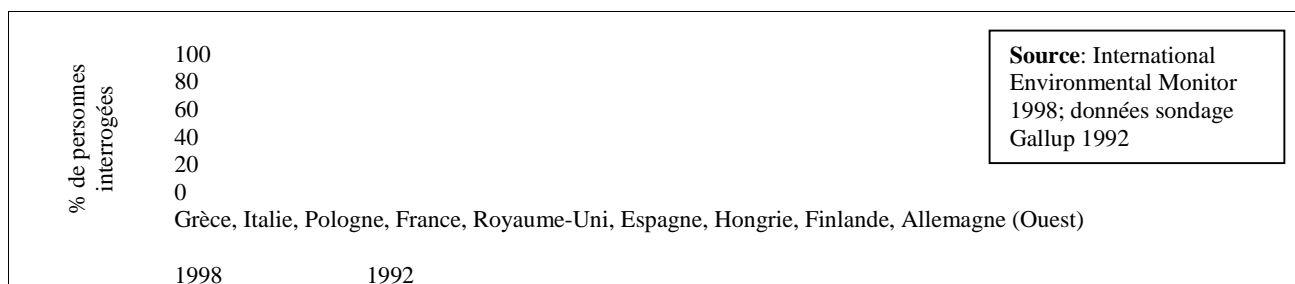 % de personnes
interrogées
100
80
60
40
20
0
Grèce, Italie, Pologne, France, Royaume-Uni, Espagne, Hongrie, Finlande, Allemagne (Ouest)
1998 1992
Source: International
Environmental Monitor
1998; données sondage
Gallup 1992